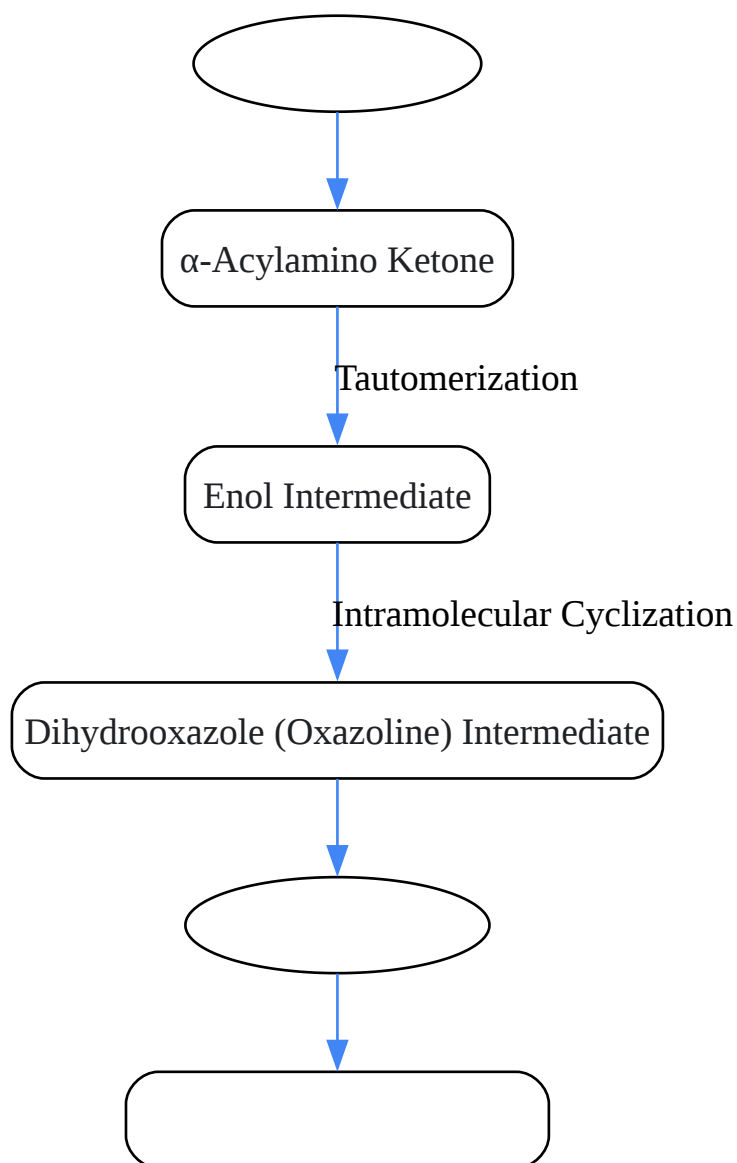 α-Acylamino Ketone
Tautomerization
Enol Intermediate
Intramolecular Cyclization
Dihydrooxazole (Oxazoline) Intermediate